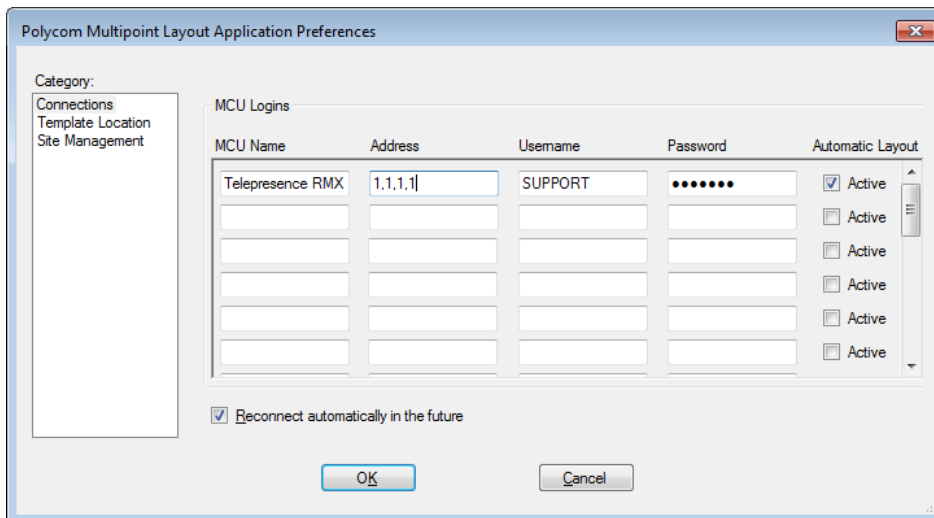 Polycom Multipoint Layout Application Preferences
Category:
Connections
Template Location
Site Management
MCU Logins
MCU Name Address Username Password Automatic Layout
Telepresence RMX 1,1,1,1 SUPPORT ●●●●●●● Active
Active
Active
Active
Active
Active
Reconnect automatically in the future
OK Cancel